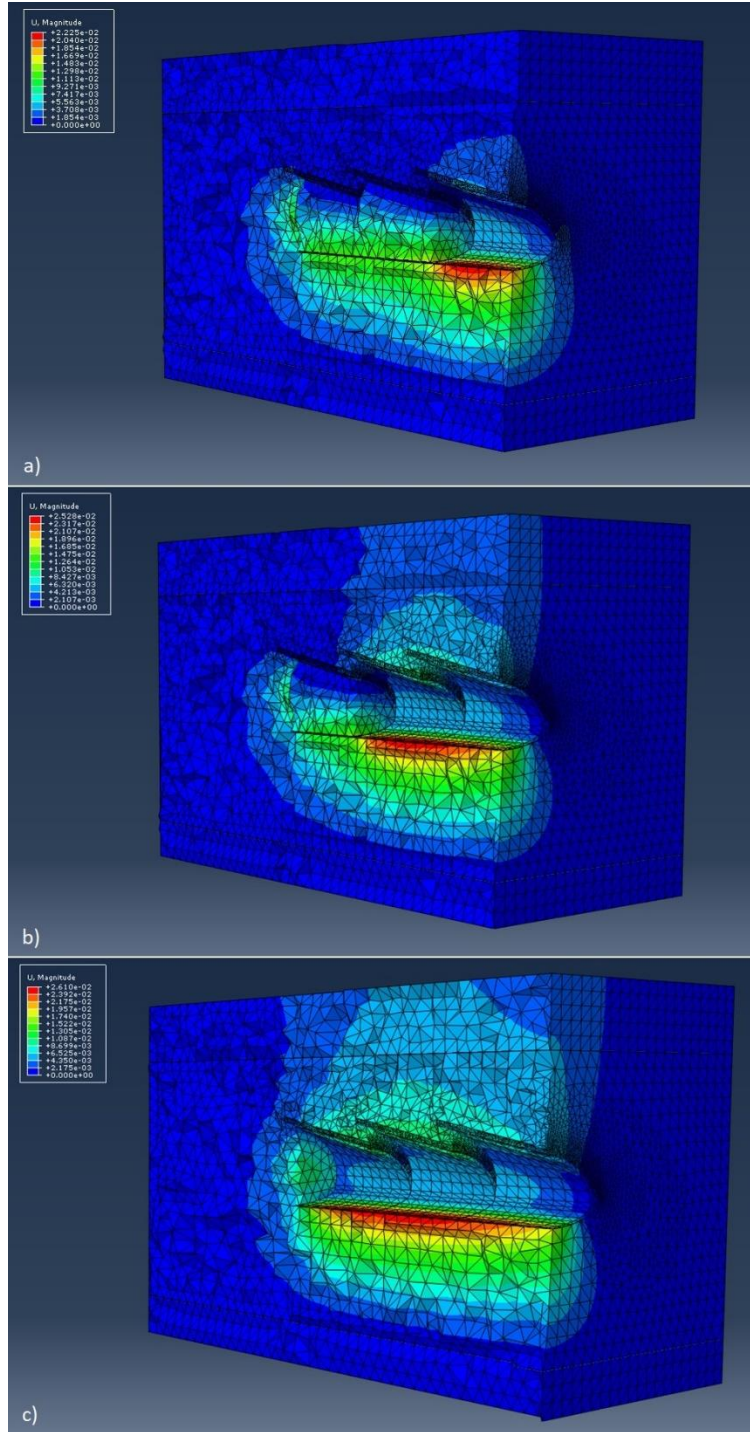 U, Magnitude
+2.225e-02
+2.040e-02
+1.854e-02
+1.669e-02
+1.483e-02
+1.298e-02
+1.113e-02
+9.271e-03
+7.417e-03
+5.563e-03
+3.708e-03
+1.854e-03
+0.000e+00
a)
U, Magnitude
+2.528e-02
+2.317e-02
+2.107e-02
+1.896e-02
+1.685e-02
+1.475e-02
+1.264e-02
+1.053e-02
+8.427e-03
+6.320e-03
+4.213e-03
+2.107e-03
+0.000e+00
b)
U, Magnitude
+2.610e-02
+2.392e-02
+2.175e-02
+1.957e-02
+1.740e-02
+1.522e-02
+1.305e-02
+1.087e-02
+8.699e-03
+6.525e-03
+4.350e-03
+2.175e-03
+0.000e+00
c)